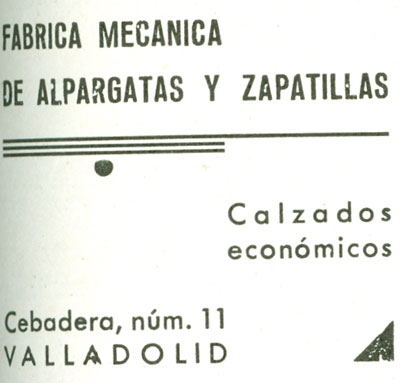 FABRICA MECANICA
DE ALPARGATAS Y ZAPATILLAS
Calzados
económicos
Cebadera, núm. 11
VALLADOLID